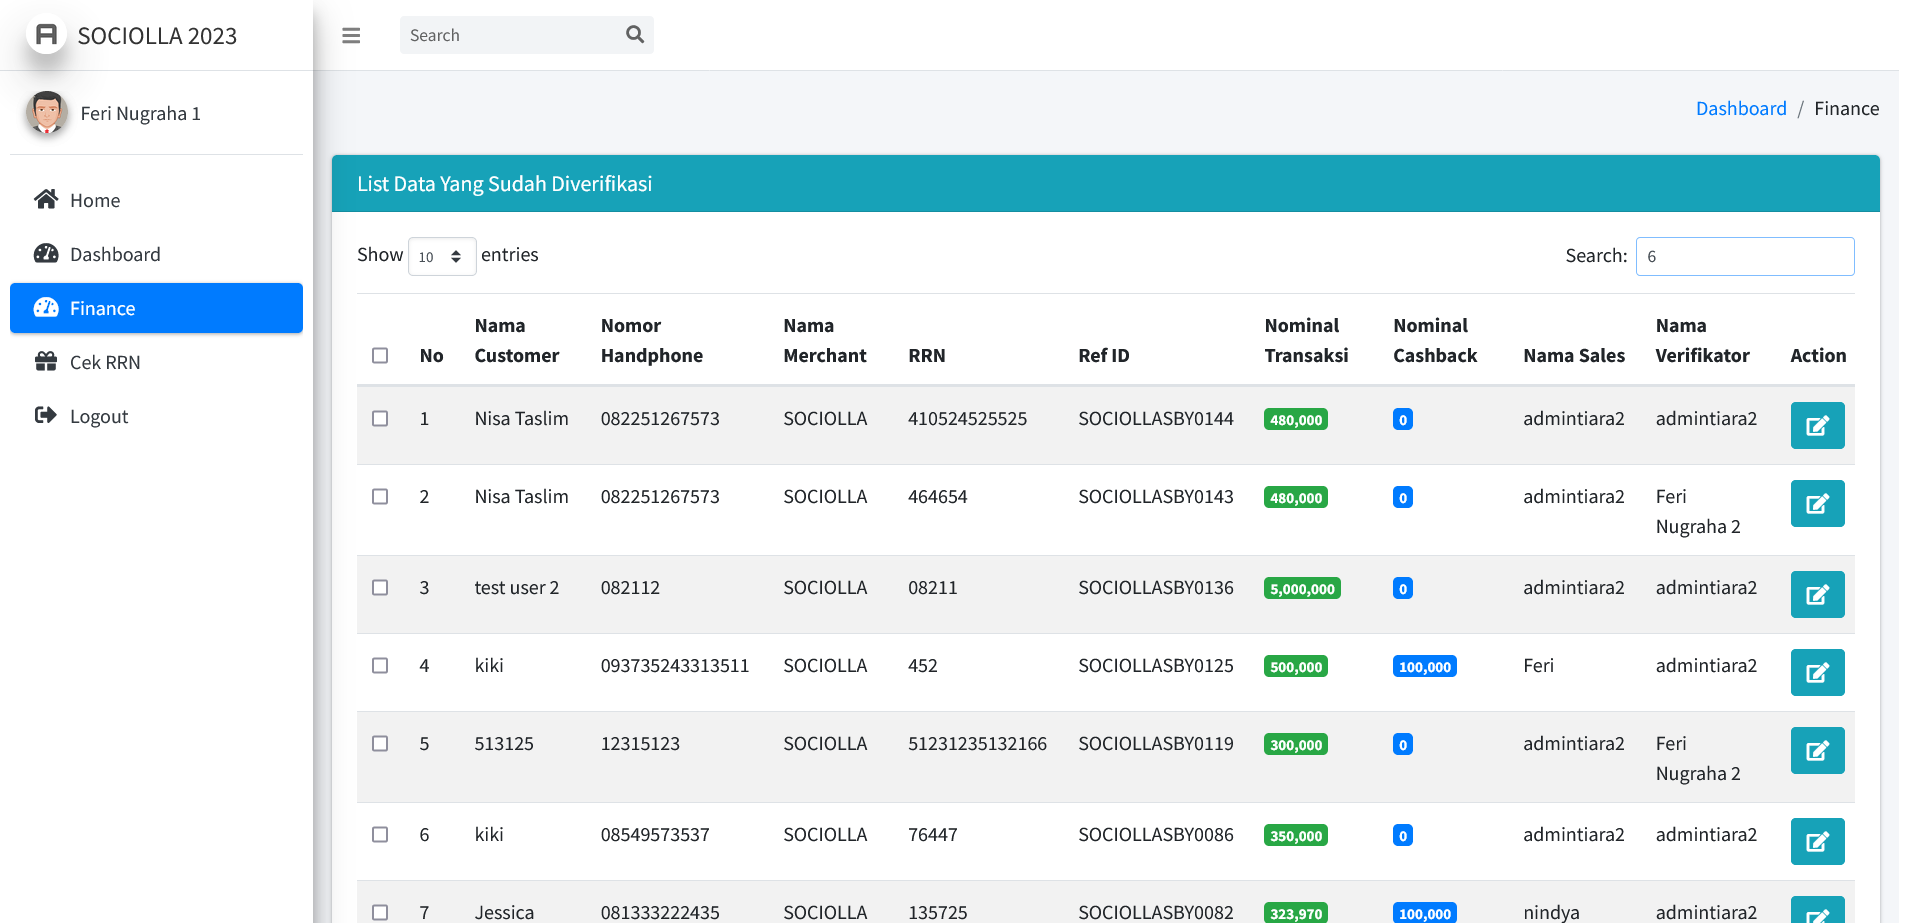 SOCIOLLA 2023
Search
Feri Nugraha 1
Home
Dashboard
Finance
Cek RRN
Logout
Dashboard / Finance
List Data Yang Sudah Diverifikasi
Show 10 entries
Search: 6
No Nama Customer Nomor Handphone Nama Merchant RRN Ref ID Nominal Transaksi Nominal Cashback Nama Sales Nama Verifikator Action
1 Nisa Taslim 082251267573 SOCIOLLA 410524525525 SOCIOLLASBY0144 480,000 0 admintiara2 admintiara2
2 Nisa Taslim 082251267573 SOCIOLLA 464654 SOCIOLLASBY0143 480,000 0 admintiara2 Feri Nugraha 2
3 test user 2 082112 SOCIOLLA 08211 SOCIOLLASBY0136 5,000,000 0 admintiara2 admintiara2
4 kiki 093735243313511 SOCIOLLA 452 SOCIOLLASBY0125 500,000 100,000 Feri admintiara2
5 513125 12315123 SOCIOLLA 51231235132166 SOCIOLLASBY0119 300,000 0 admintiara2 Feri Nugraha 2
6 kiki 08549573537 SOCIOLLA 76447 SOCIOLLASBY0086 350,000 0 admintiara2 admintiara2
7 Jessica 081333222435 SOCIOLLA 135725 SOCIOLLASBY0082 323,970 100,000 nindya admintiara2